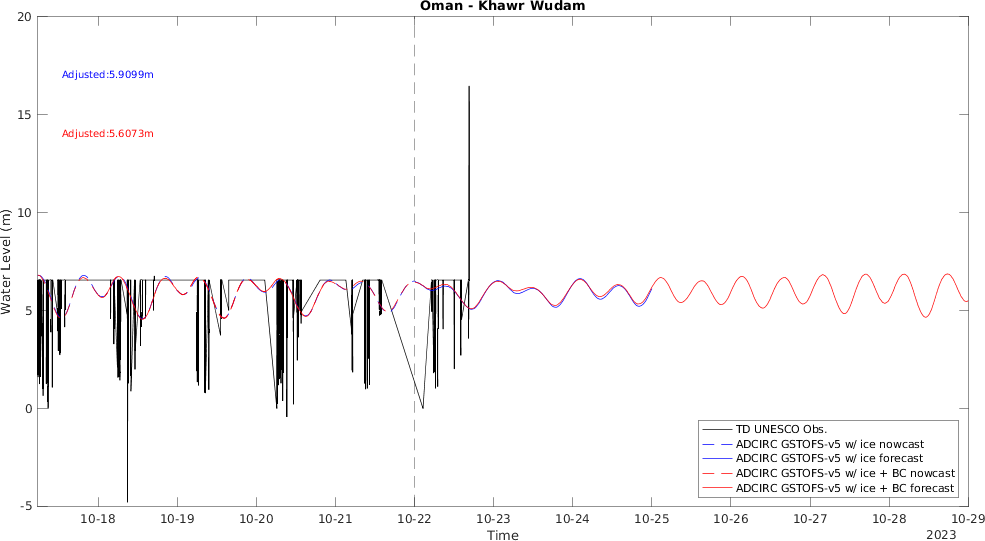 Oman - Khawr Wudam
Adjusted:5.9099m
Adjusted:5.6073m
Water Level (m)
20
15
10
5
0
-5
10-18
10-19
10-20
10-21
10-22
10-23
10-24
10-25
10-26
10-27
10-28
10-29
Time
2023
TD UNESCO Obs.
ADCIRC GSTOFS-v5 w/ ice nowcast
ADCIRC GSTOFS-v5 w/ ice forecast
ADCIRC GSTOFS-v5 w/ ice + BC nowcast
ADCIRC GSTOFS-v5 w/ ice + BC forecast